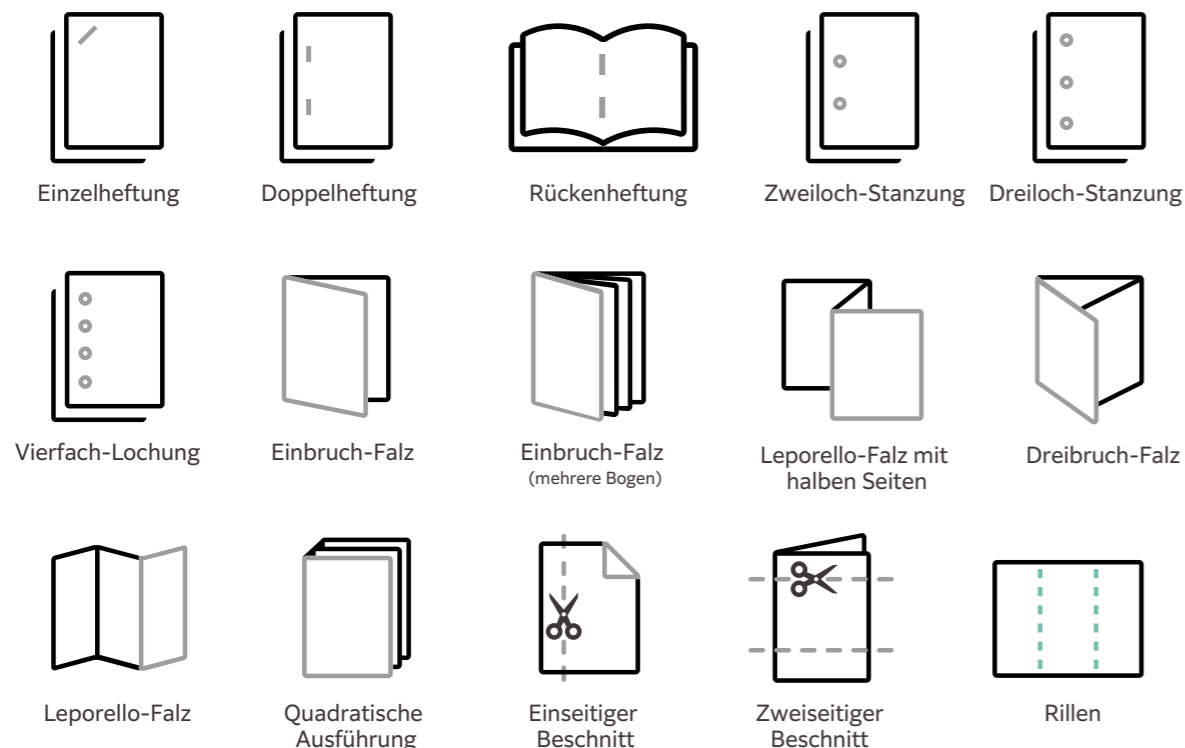 Einzelheftung
Doppelheftung
Rückenheftung
Zweiloch-Stanzung
Dreiloch-Stanzung
Vierfach-Lochung
Einbruch-Falz
Einbruch-Falz
(mehrere Bogen)
Leporello-Falz mit
halben Seiten
Dreibruch-Falz
Leporello-Falz
Quadratische
Ausführung
Einseitiger
Beschnitt
Zweiseitiger
Beschnitt
Rillen